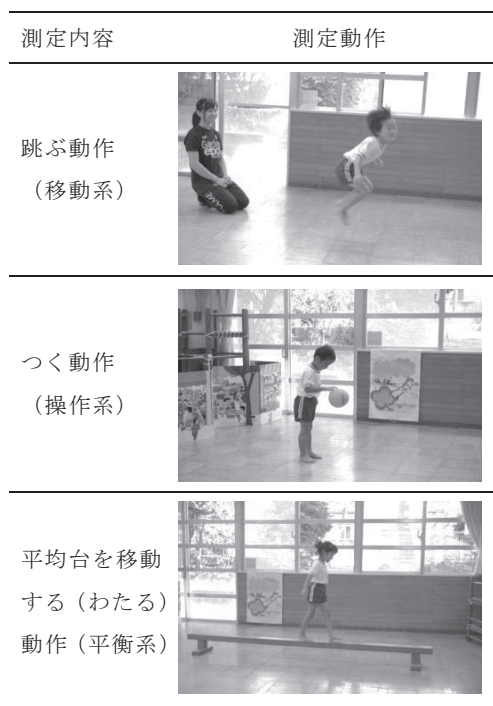 測定内容 測定動作
跳ぶ動作
（移動系）
つく動作
（操作系）
平均台を移動
する（わたる）
動作（平衡系）